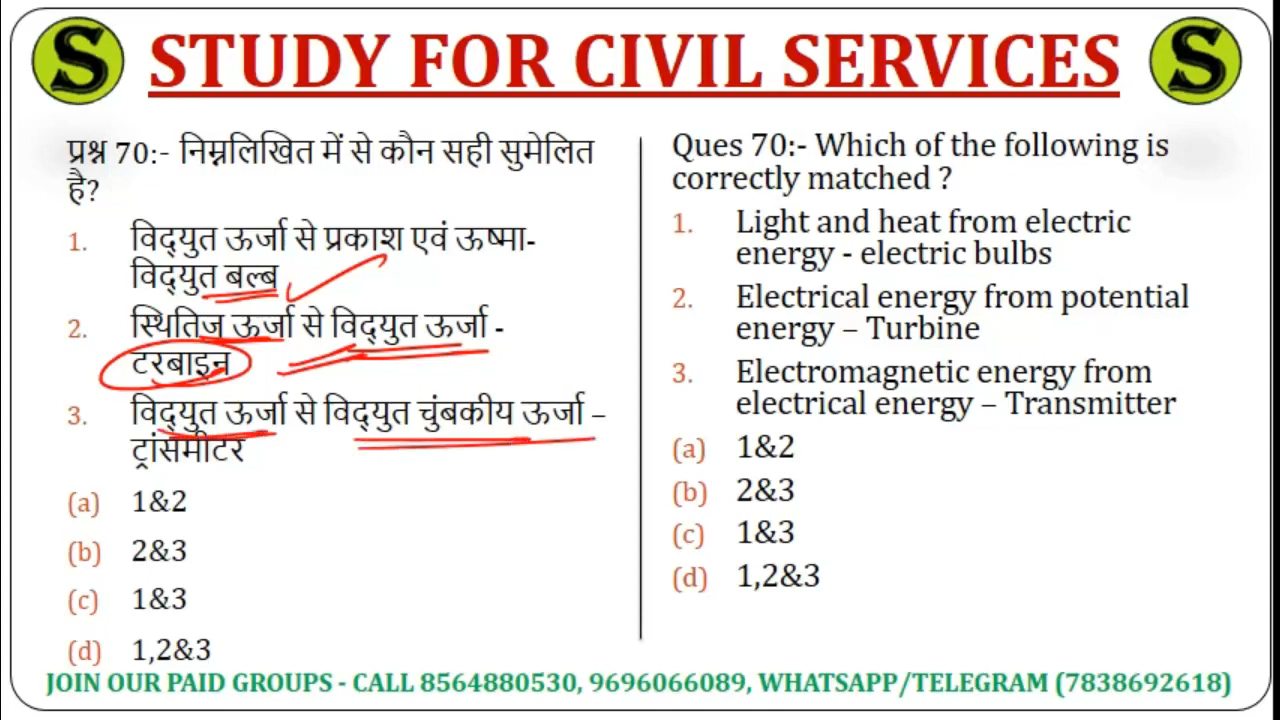 S STUDY FOR CIVIL SERVICES S
प्रश्न 70:- निम्नलिखित में से कौन सही सुमेलित
है?
1. विद्युत ऊर्जा से प्रकाश एवं ऊष्मा-
विद्युत बल्ब
2. स्थितिज ऊर्जा से विद्युत ऊर्जा -
टरबाइन
3. विद्युत ऊर्जा से विद्युत चुंबकीय ऊर्जा –
ट्रांसमीटर
(a) 1&2
(b) 2&3
(c) 1&3
(d) 1,2&3
Ques 70:- Which of the following is
correctly matched ?
1. Light and heat from electric
energy - electric bulbs
2. Electrical energy from potential
energy – Turbine
3. Electromagnetic energy from
electrical energy – Transmitter
(a) 1&2
(b) 2&3
(c) 1&3
(d) 1,2&3
JOIN OUR PAID GROUPS - CALL 8564880530, 9696066089, WHATSAPP/TELEGRAM (7838692618)